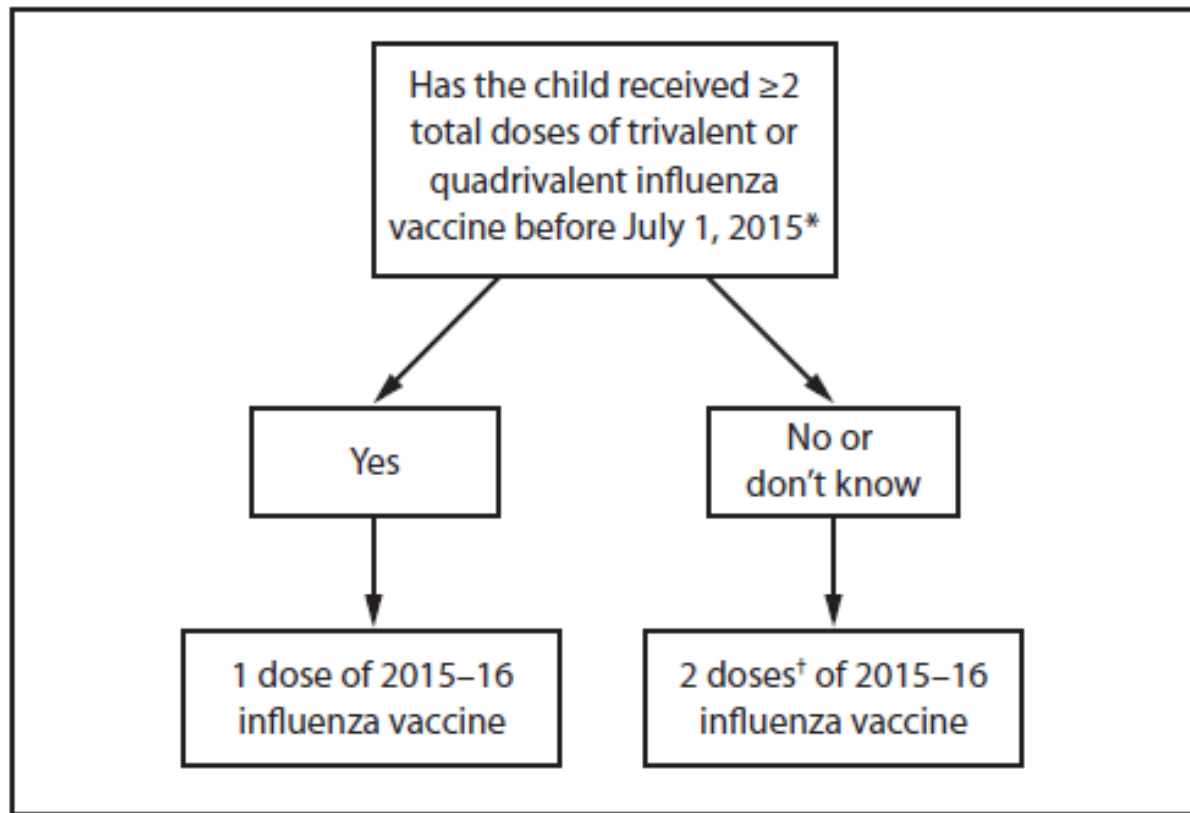 Has the child received ≥2
total doses of trivalent or
quadrivalent influenza
vaccine before July 1, 2015*
Yes
No or
don't know
1 dose of 2015–16
influenza vaccine
2 doses† of 2015–16
influenza vaccine